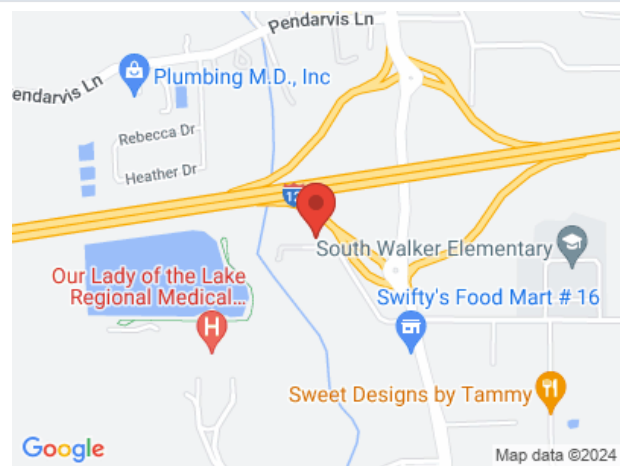 Pendarvis Ln
Plumbing M.D., Inc
endarvis Ln
Rebecca Dr
Heather Dr
South Walker Elementary
Our Lady of the Lake
Regional Medical...
H
Swifty's Food Mart # 16
Sweet Designs by Tammy
Google
Map data ©2024